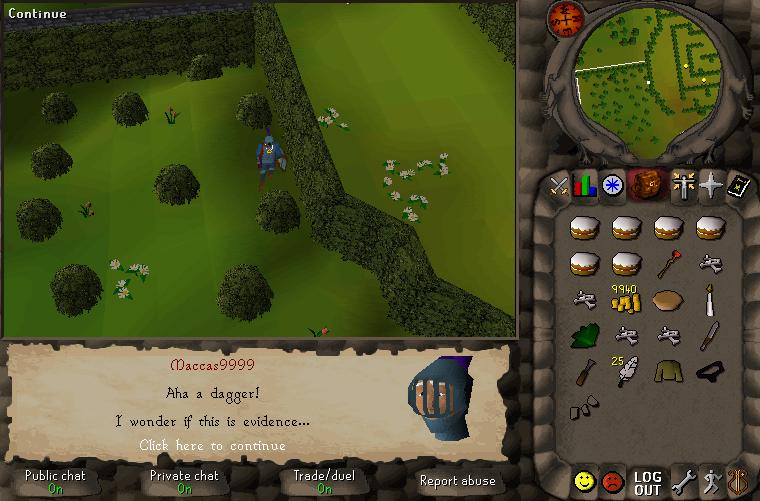 Continue
9940
25
Maccas9999
Aha a dagger!
I wonder if this is evidence...
Click here to continue
Public chat
On
Private chat
On
Trade/duel
On
Report abuse
LOG
OUT